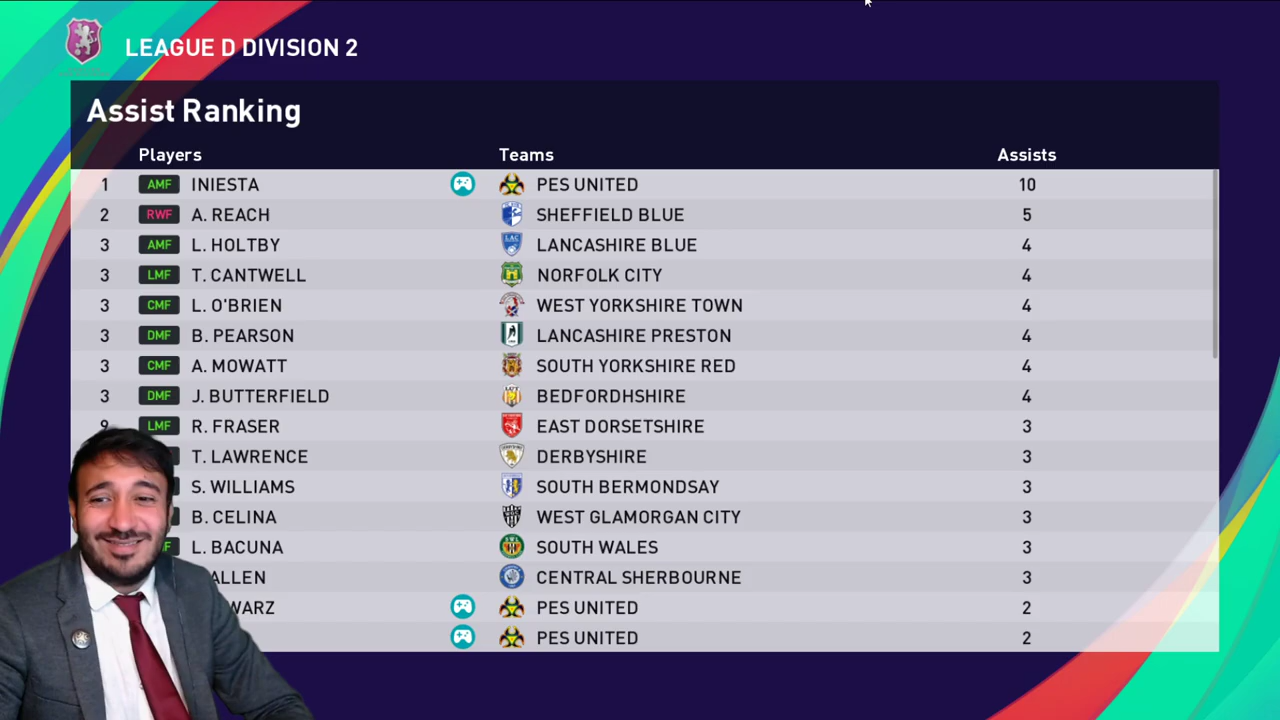 LEAGUE D DIVISION 2
Assist Ranking
Players Teams Assists
1 AMF INIESTA PES UNITED 10
2 RWF A. REACH SHEFFIELD BLUE 5
3 AMF L. HOLTBY LANCASHIRE BLUE 4
3 LMF T. CANTWELL NORFOLK CITY 4
3 CMF L. O'BRIEN WEST YORKSHIRE TOWN 4
3 DMF B. PEARSON LANCASHIRE PRESTON 4
3 CMF A. MOWATT SOUTH YORKSHIRE RED 4
3 DMF J. BUTTERFIELD BEDFORDHSHIRE 4
9 LMF R. FRASER EAST DORSETSHIRE 3
T. LAWRENCE DERBYSHIRE 3
S. WILLIAMS SOUTH BERMONDSAY 3
B. CELINA WEST GLAMORGAN CITY 3
L. BACUNA SOUTH WALES 3
ALLEN CENTRAL SHERBOURNE 3
WARZ PES UNITED 2
PES UNITED 2